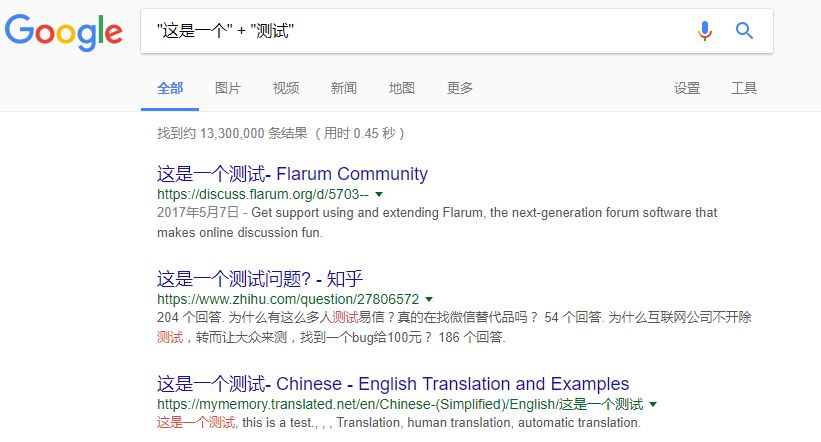 Google
"这是一个" + "测试"
全部 图片 视频 新闻 地图 更多 设置 工具
找到约 13,300,000 条结果 （用时 0.45 秒）
这是一个测试- Flarum Community
https://discuss.flarum.org/d/5703--
2017年5月7日 - Get support using and extending Flarum, the next-generation forum software that
makes online discussion fun.
这是一个测试问题? - 知乎
https://www.zhihu.com/question/27806572
204 个回答. 为什么有这么多人测试易信？真的在找微信替代品吗？ 54 个回答. 为什么互联网公司不开除
测试，转而让大众来测，找到一个bug给100元？ 186 个回答.
这是一个测试- Chinese - English Translation and Examples
https://mymemory.translated.net/en/Chinese-(Simplified)/English/这是一个测试
这是一个测试, this is a test., , , Translation, human translation, automatic translation.